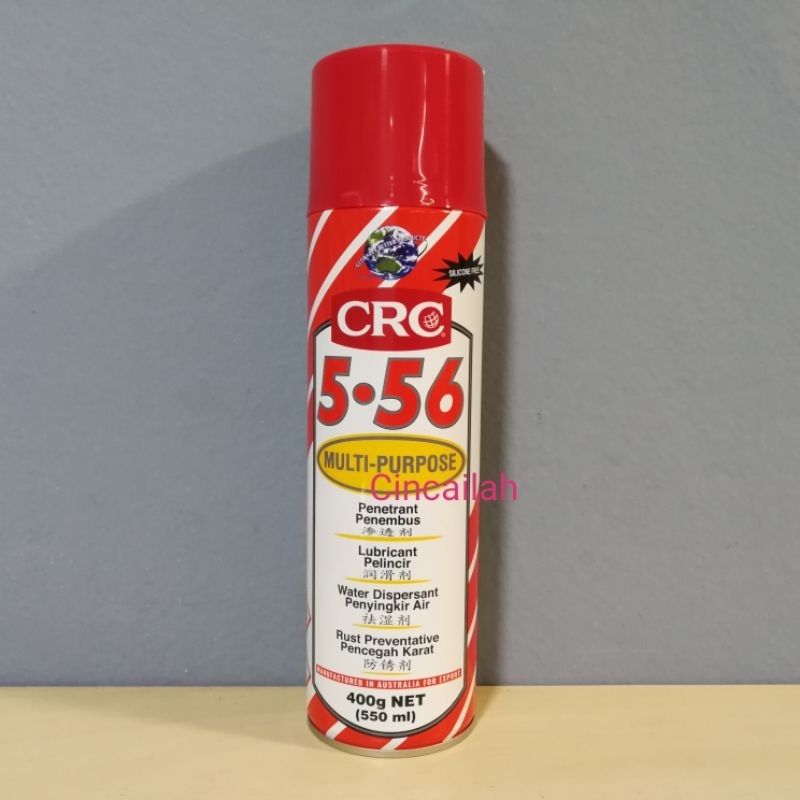 SILICONE FREE
CRC
5•56
MULTI-PURPOSE
Cincailah
Penetrant
Penembus
渗透剂
Lubricant
Pelincir
润滑剂
Water Dispersant
Penyingkir Air
祛湿剂
Rust Preventative
Pencegah Karat
防锈剂
MANUFACTURED IN AUSTRALIA FOR EXPORT
400g NET
(550 ml)